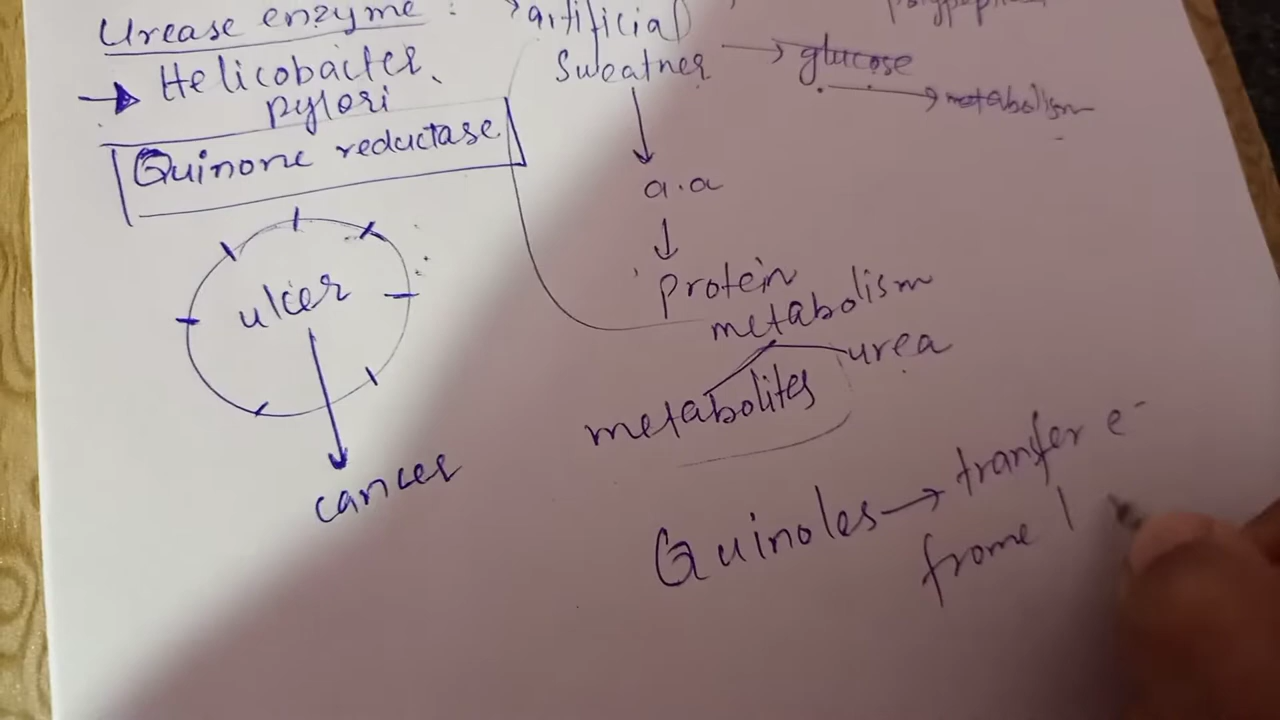 Urease enzyme :
→ Helicobacter
pylori
Quinone reductase
ulcer
cancer
→ artificial
Sweatner → glucose
→ metabolism
a.a
Protein
metabolism
urea
metabolites
Quinoles → transfer e-
frome 1